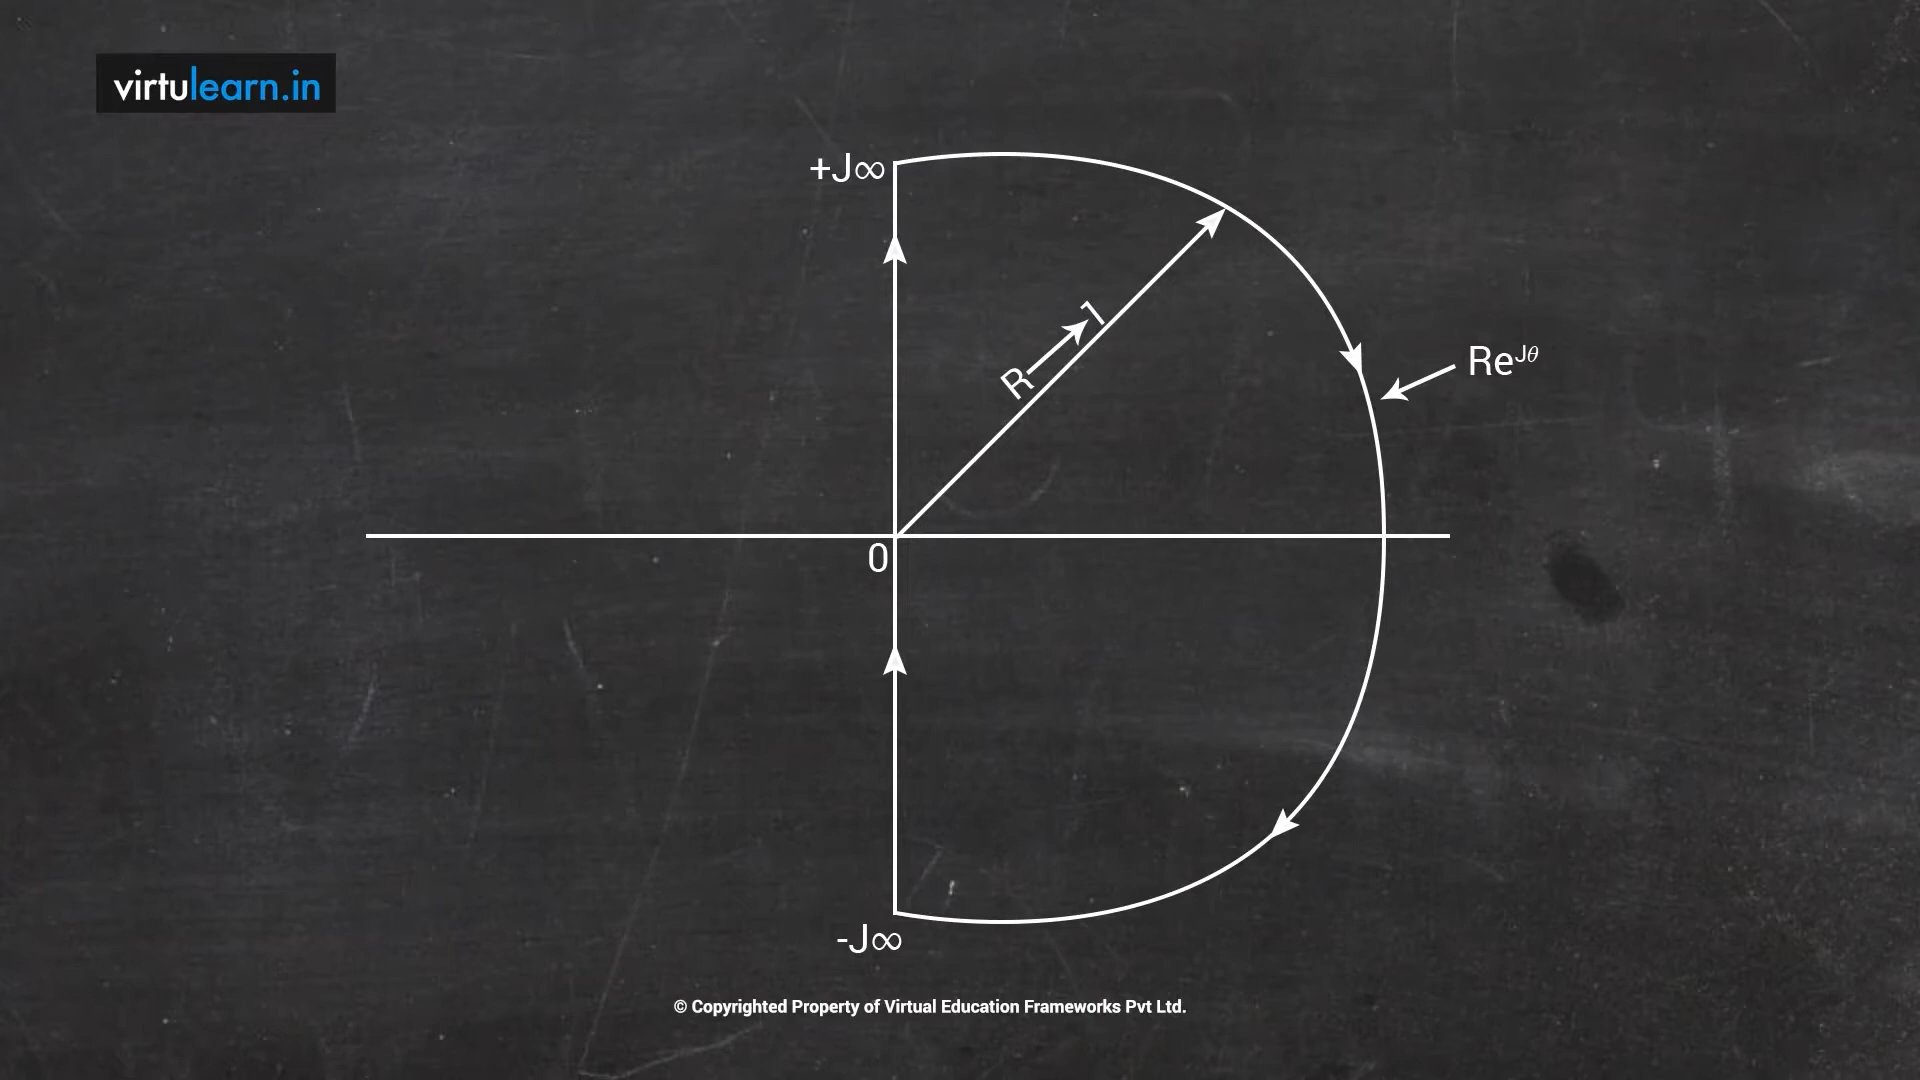 virtulearn.in
+J∞
R→1
Re^Jθ
0
-J∞
© Copyrighted Property of Virtual Education Frameworks Pvt Ltd.